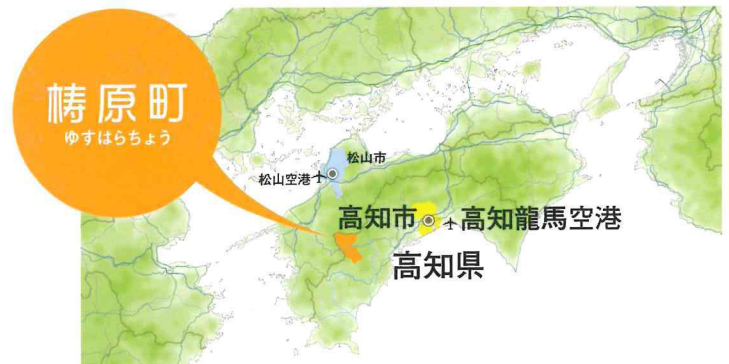 梼原町
ゆすはらちょう
松山市
松山空港
高知市
高知龍馬空港
高知県